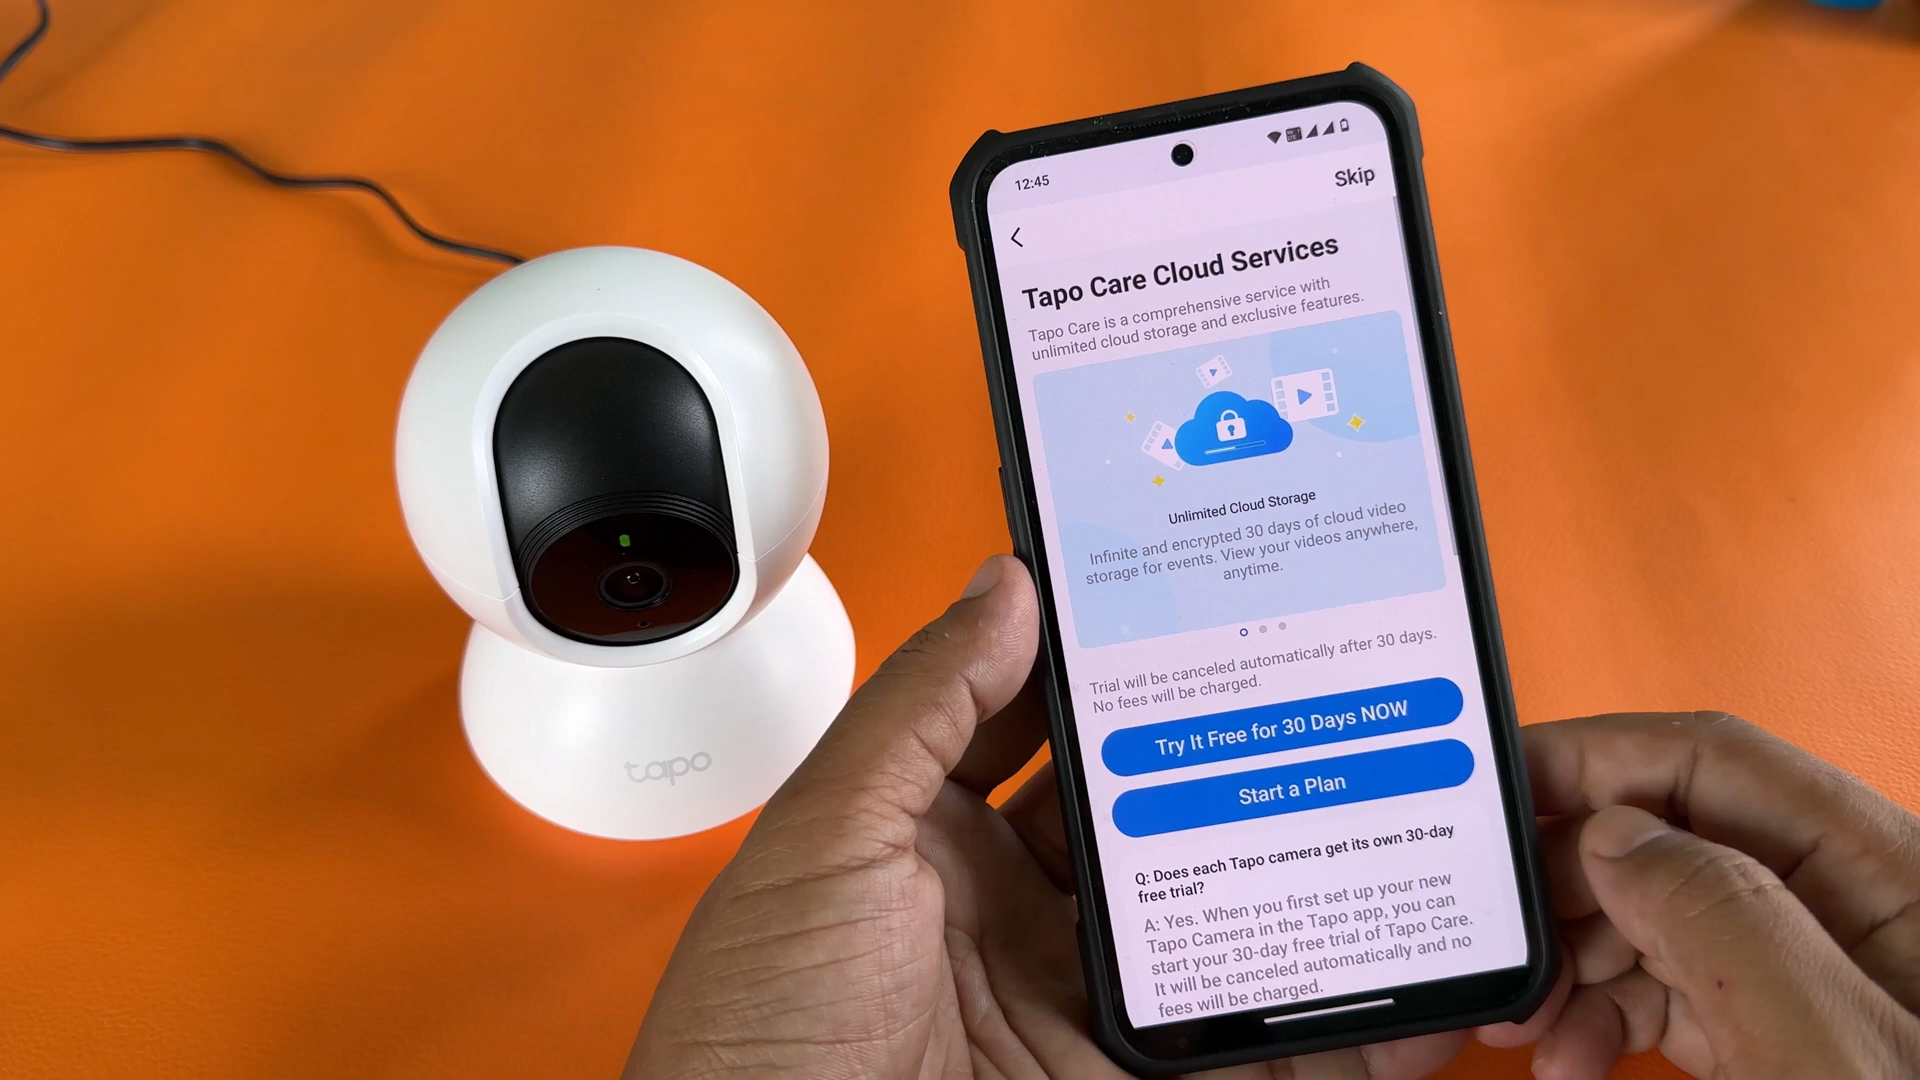 12:45
Skip
Tapo Care Cloud Services
Tapo Care is a comprehensive service with
unlimited cloud storage and exclusive features.
Unlimited Cloud Storage
Infinite and encrypted 30 days of cloud video
storage for events. View your videos anywhere,
anytime.
Trial will be canceled automatically after 30 days.
No fees will be charged.
Try It Free for 30 Days NOW
Start a Plan
Q: Does each Tapo camera get its own 30-day
free trial?
A: Yes. When you first set up your new
Tapo Camera in the Tapo app, you can
start your 30-day free trial of Tapo Care.
It will be canceled automatically and no
fees will be charged.
tapo